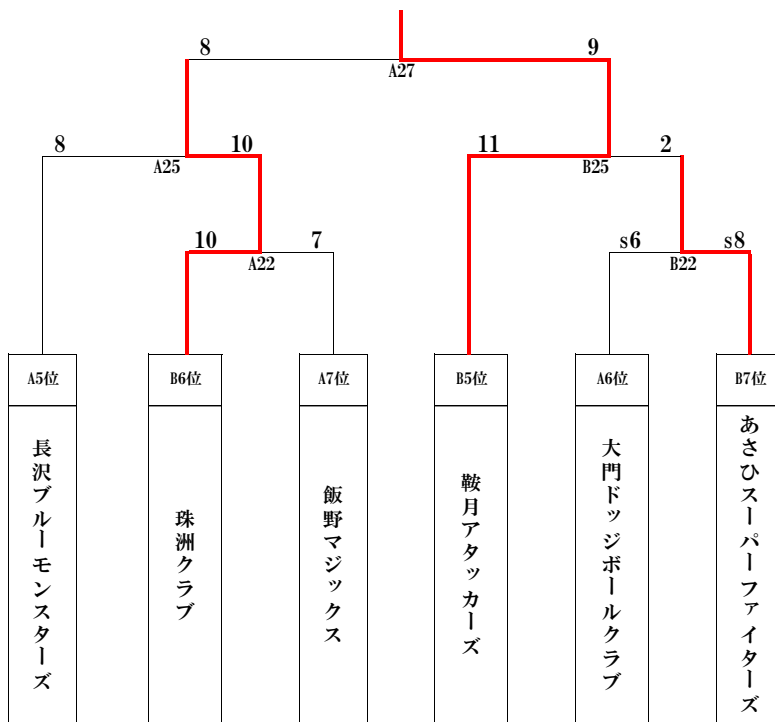 8
9
A27
8
10
11
2
A25
B25
10
7
s6
s8
A22
B22
A5位
B6位
A7位
B5位
A6位
B7位
長沢ブルーモンスターズ
珠洲クラブ
飯野マジックス
鞍月アタッカーズ
大門ドッジボールクラブ
あさひスーパーファイターズ